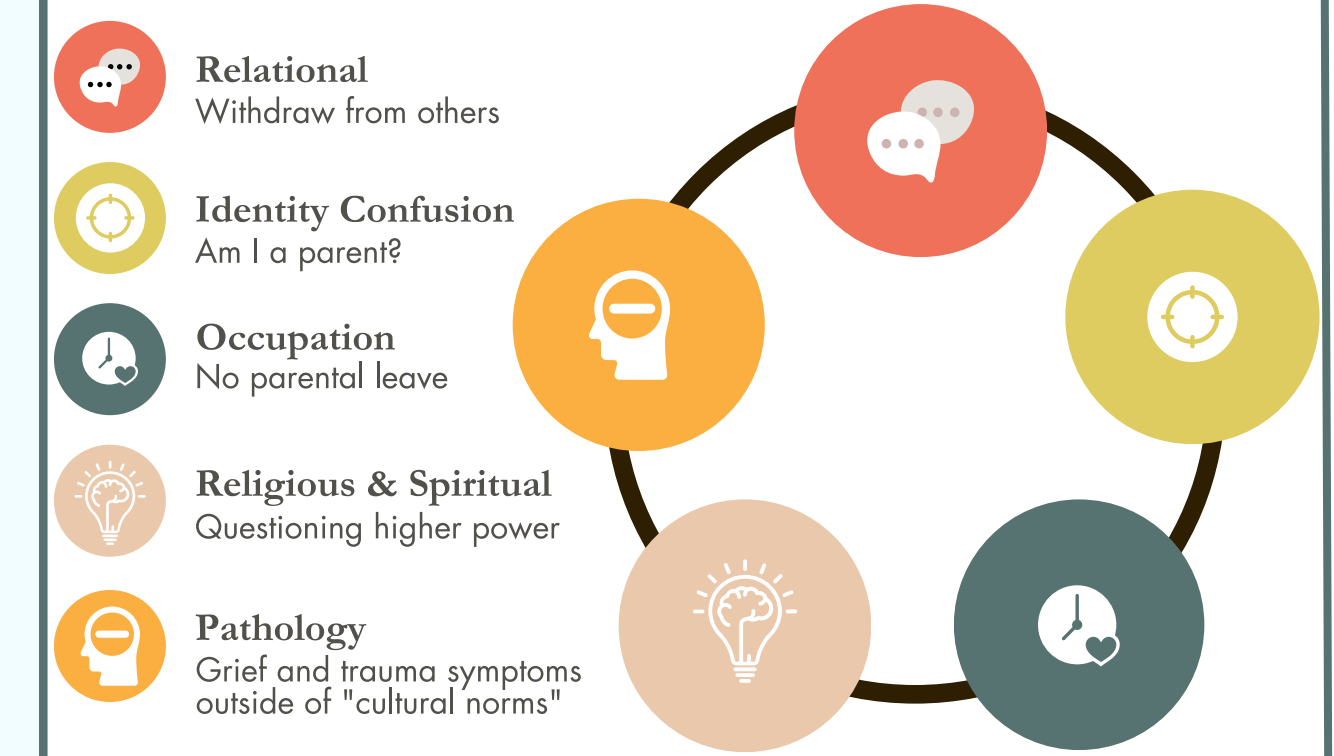 Relational
Withdraw from others
Identity Confusion
Am I a parent?
Occupation
No parental leave
Religious & Spiritual
Questioning higher power
Pathology
Grief and trauma symptoms
outside of "cultural norms"